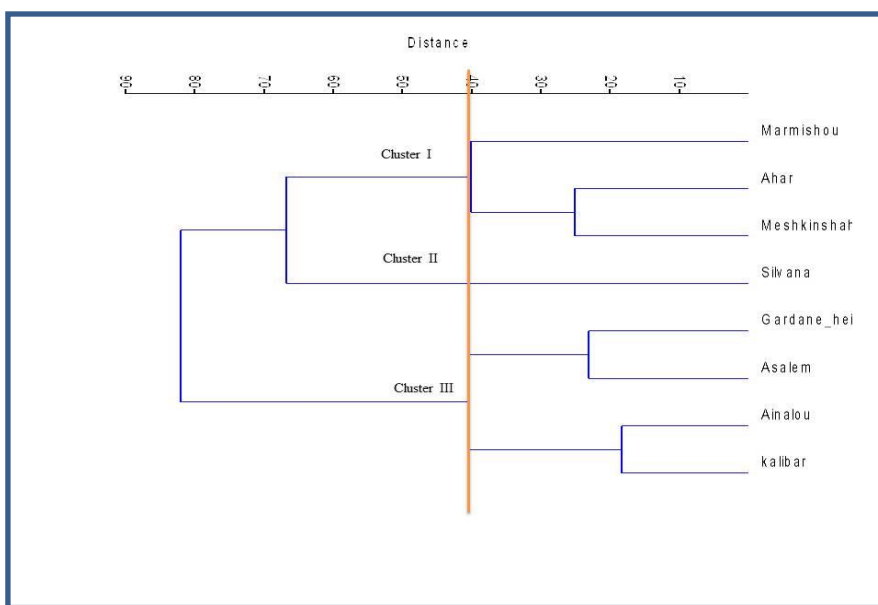 Distance
90 80 70 60 50 40 30 20 10
Marmishou
Cluster I
Ahar
Meshkinshah
Cluster II
Silvana
Gardane_hei
Asalem
Cluster III
Ainalou
kalibar